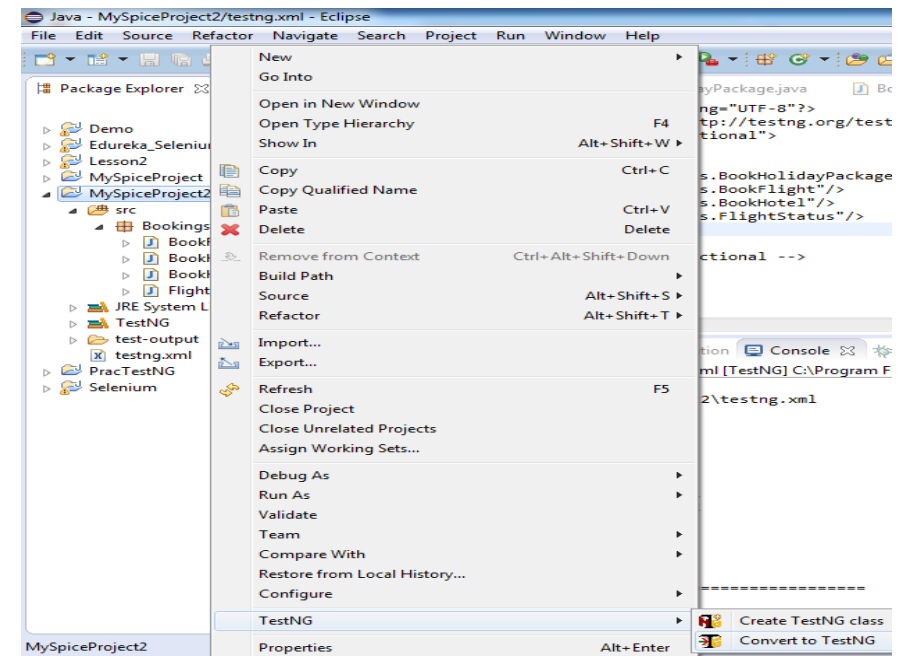 Java - MySpiceProject2/testng.xml - Eclipse
File Edit Source Refactor Navigate Search Project Run Window Help
Package Explorer
Demo
Edureka_Seleniu
Lesson2
MySpiceProject
MySpiceProject2
src
Bookings
BookF
BookH
BookH
Flight
JRE System L
TestNG
test-output
testng.xml
PracTestNG
Selenium
New
Go Into
Open in New Window
Open Type Hierarchy F4
Show In Alt+Shift+W
Copy Ctrl+C
Copy Qualified Name
Paste Ctrl+V
Delete Delete
Remove from Context Ctrl+Alt+Shift+Down
Build Path
Source Alt+Shift+S
Refactor Alt+Shift+T
Import...
Export...
Refresh F5
Close Project
Close Unrelated Projects
Assign Working Sets...
Debug As
Run As
Validate
Team
Compare With
Restore from Local History...
Configure
TestNG
Properties Alt+Enter
Create TestNG class
Convert to TestNG
ayPackage.java Bo
ng="UTF-8"?>
tp://testng.org/test
tional">
s.BookHolidayPackage
s.BookFlight"/>
s.BookHotel"/>
s.FlightStatus"/>
ctional -->
tion Console
ml [TestNG] C:\Program F
2\testng.xml
=================
MySpiceProject2